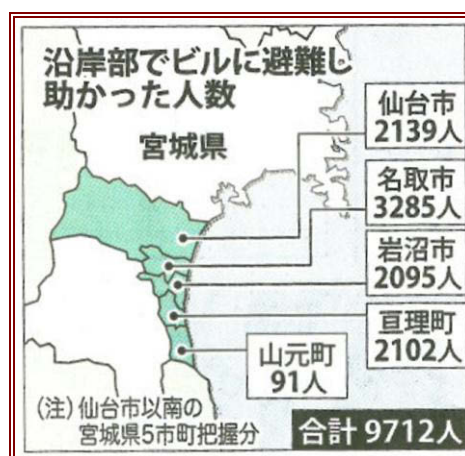 沿岸部でビルに避難し
助かった人数
宮城県
仙台市
2139人
名取市
3285人
岩沼市
2095人
亘理町
2102人
山元町
91人
(注)仙台市以南の
宮城県5市町把握分
合計 9712人